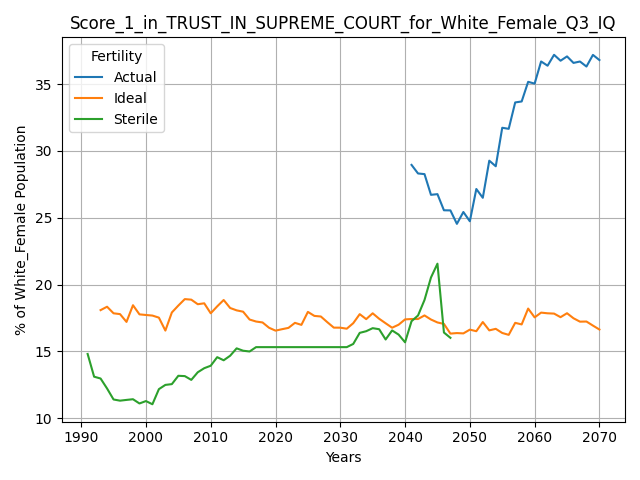 Score_1_in_TRUST_IN_SUPREME_COURT_for_White_Female_Q3_IQ
Fertility
Actual
Ideal
Sterile
% of White_Female Population
35
30
25
20
15
10
1990 2000 2010 2020 2030 2040 2050 2060 2070
Years